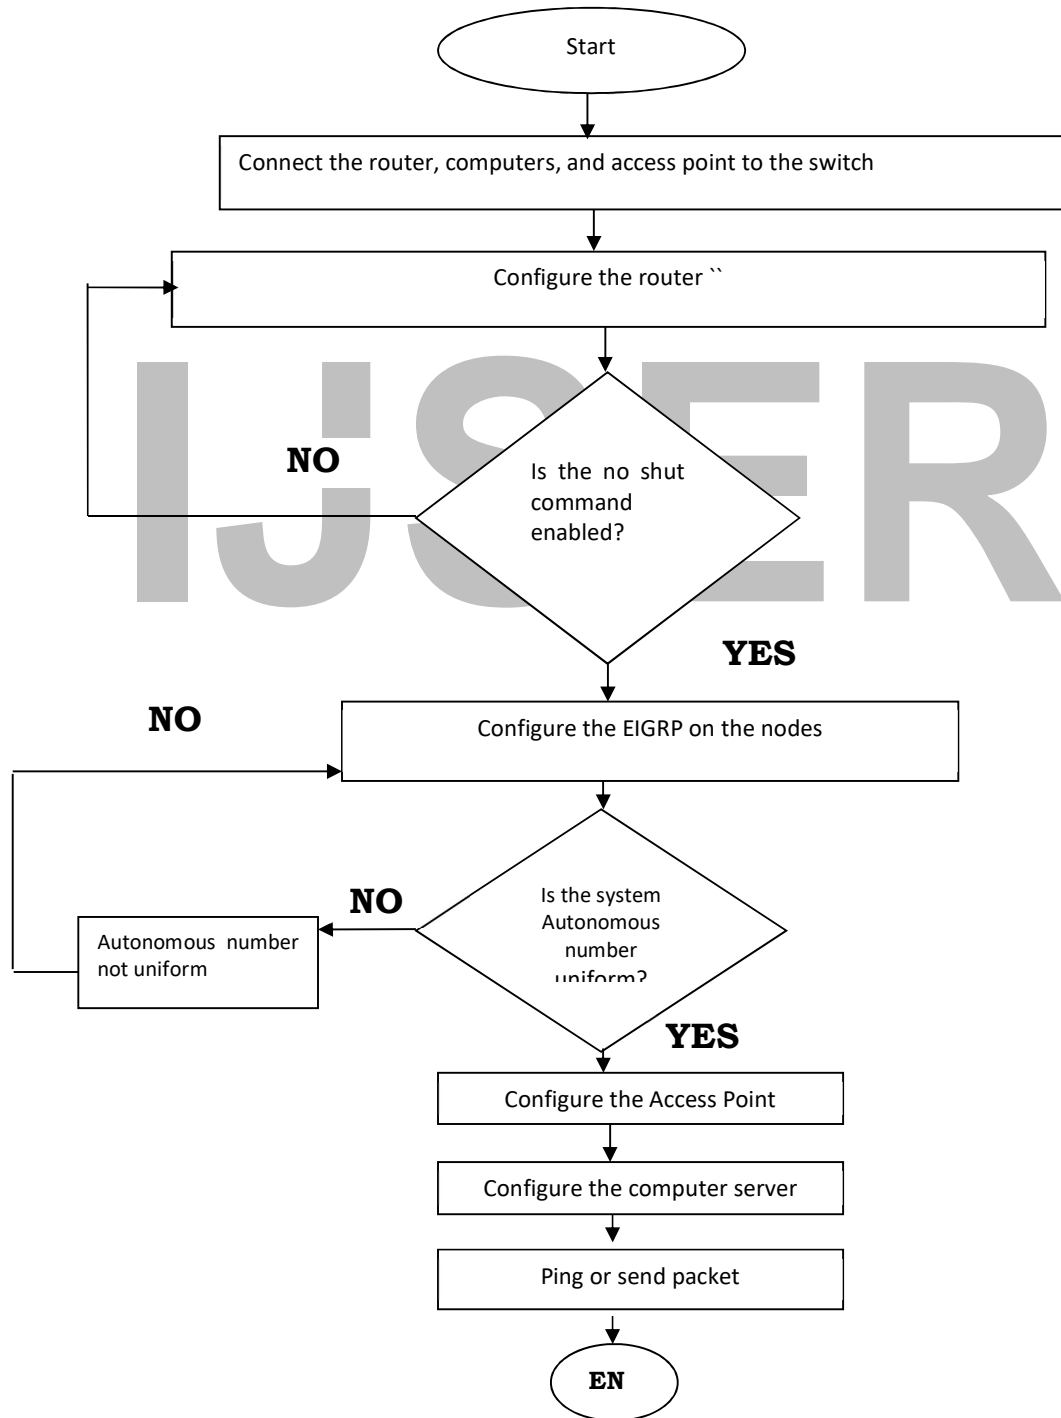 Start
Connect the router, computers, and access point to the switch
Configure the router ``
IJSER
NO
Is the no shut
command
enabled?
YES
NO
Configure the EIGRP on the nodes
NO
Is the system
Autonomous
number
uniform?
Autonomous number
not uniform
YES
Configure the Access Point
Configure the computer server
Ping or send packet
EN